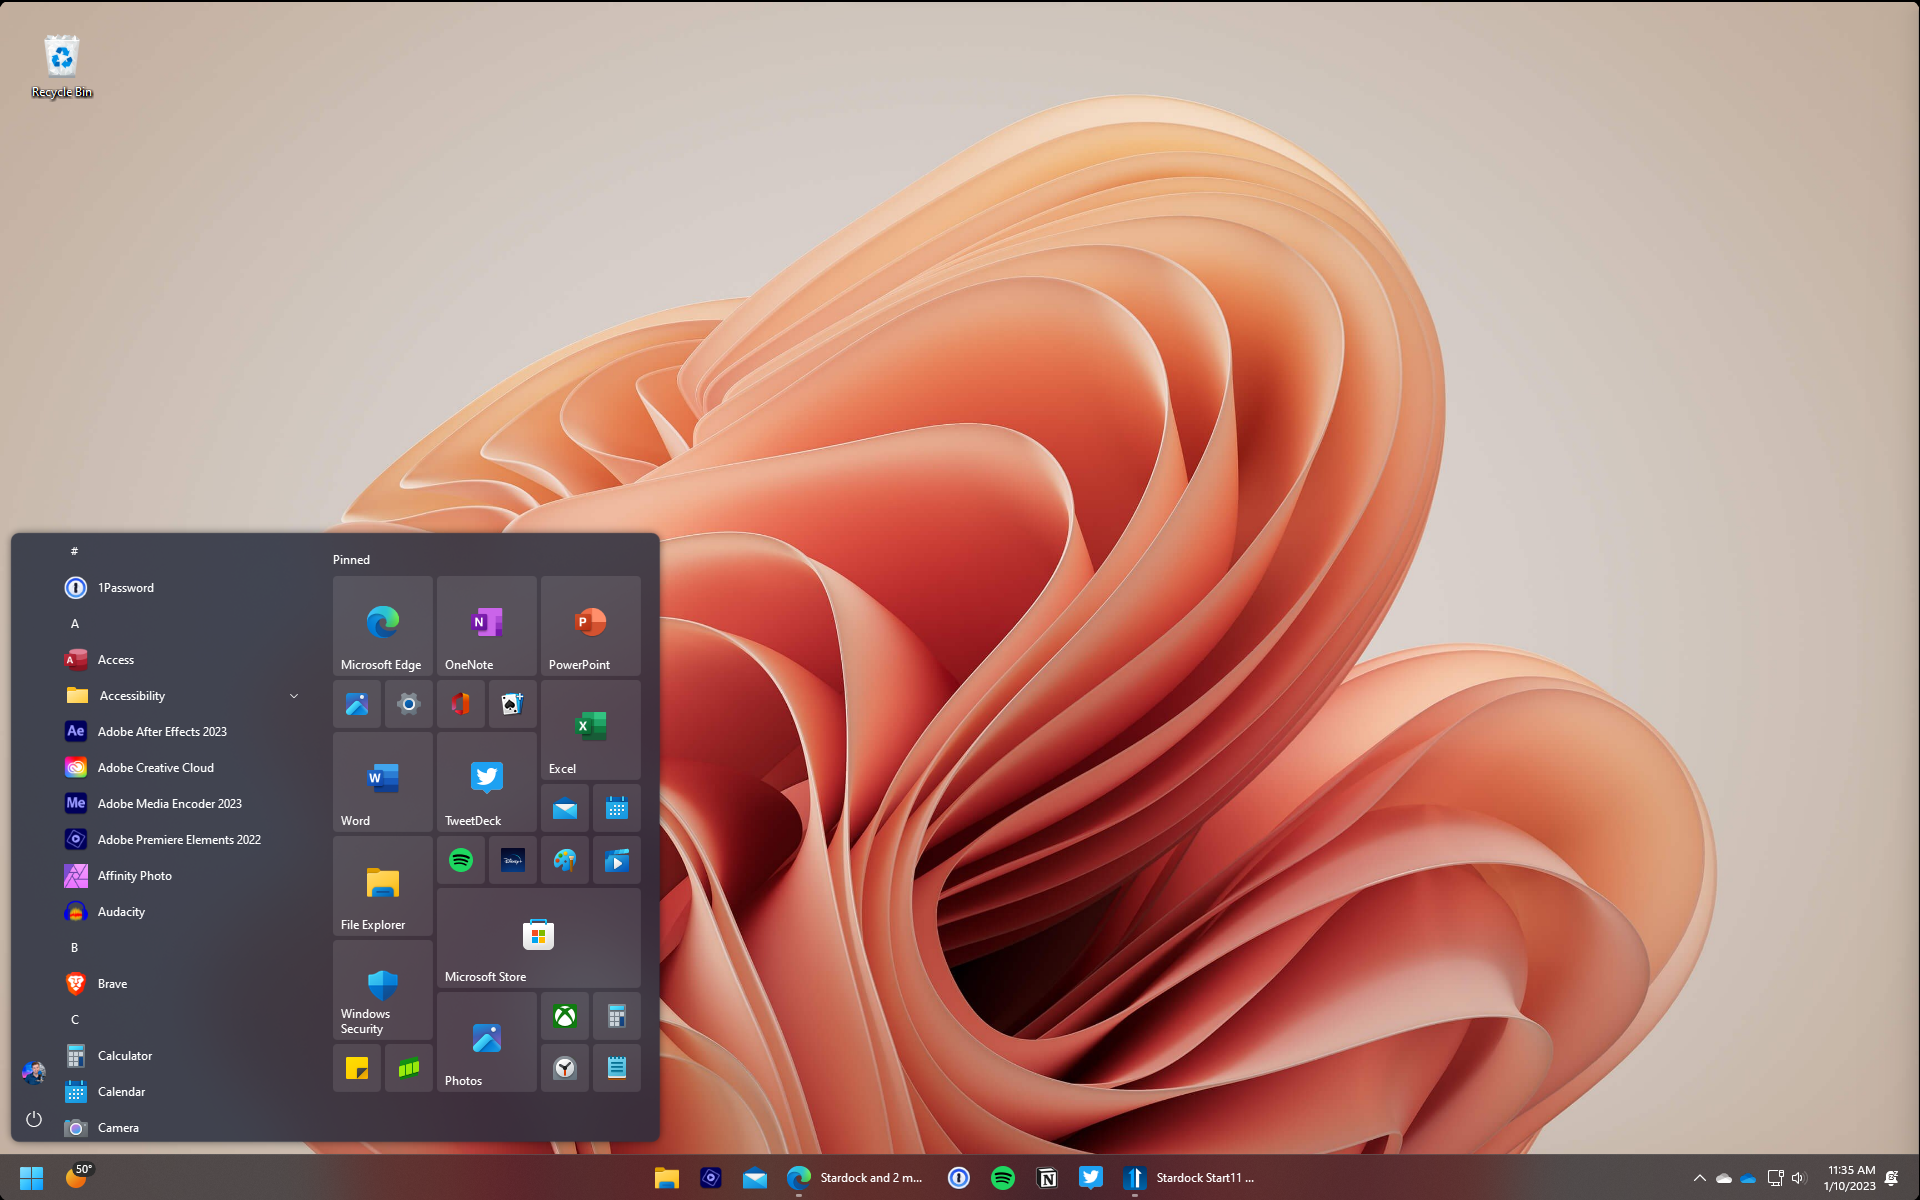 Recycle Bin
#
1Password
A
Access
Accessibility
Adobe After Effects 2023
Adobe Creative Cloud
Adobe Media Encoder 2023
Adobe Premiere Elements 2022
Affinity Photo
Audacity
B
Brave
C
Calculator
Calendar
Camera
Pinned
Microsoft Edge
OneNote
PowerPoint
Excel
Word
TweetDeck
File Explorer
Disney+
Microsoft Store
Windows
Security
Photos
50°
Stardock and 2 m...
Stardock Start11 ...
11:35 AM
1/10/2023